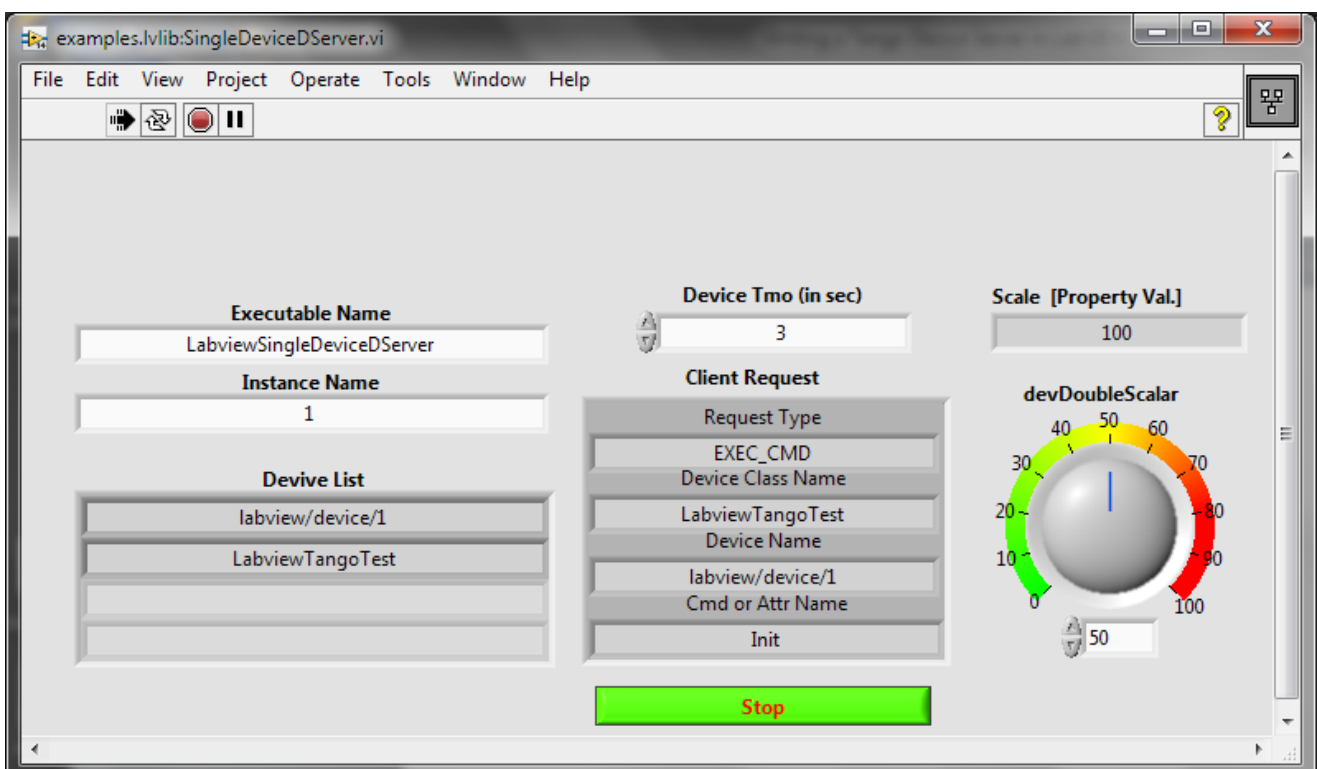 examples.lvlib:SingleDeviceDServer.vi
File Edit View Project Operate Tools Window Help
Executable Name
LabviewSingleDeviceDServer
Instance Name
1
Devive List
labview/device/1
LabviewTangoTest
Device Tmo (in sec)
3
Client Request
Request Type
EXEC_CMD
Device Class Name
LabviewTangoTest
Device Name
labview/device/1
Cmd or Attr Name
Init
Stop
Scale [Property Val.]
100
devDoubleScalar
0
10
20
30
40
50
60
70
80
90
100
50